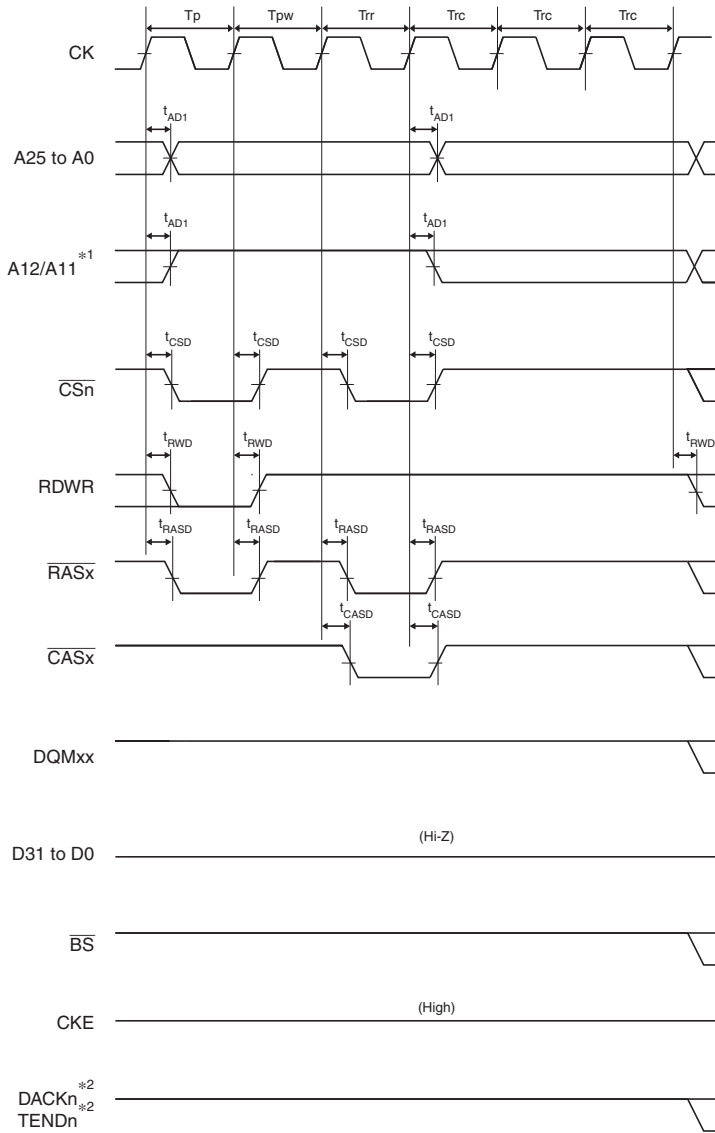 Tp Tpw Trr Trc Trc Trc
CK
tAD1 tAD1
A25 to A0
tAD1 tAD1
A12/A11*1
tCSD tCSD tCSD tCSD
CSn
tRWD tRWD tRWD
RDWR
tRASD tRASD tRASD tRASD
RASx
tCASD tCASD
CASx
DQMxx
(Hi-Z)
D31 to D0
BS
(High)
CKE
DACKn*2
TENDn*2